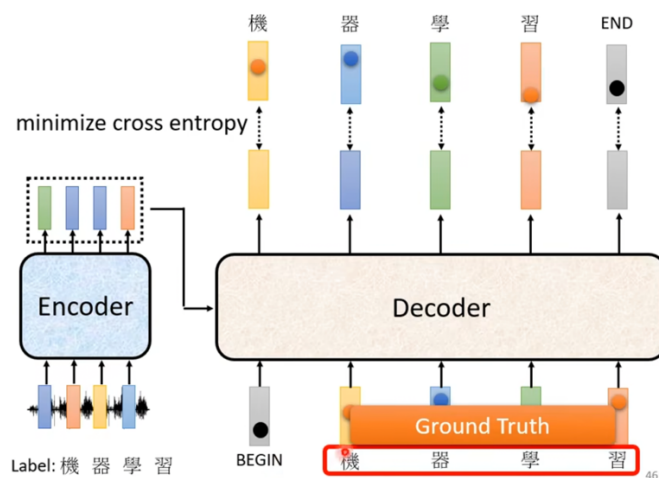 機 器 學 習 END
minimize cross entropy
Encoder
Decoder
Ground Truth
Label: 機 器 學 習
BEGIN
機 器 學 習
46